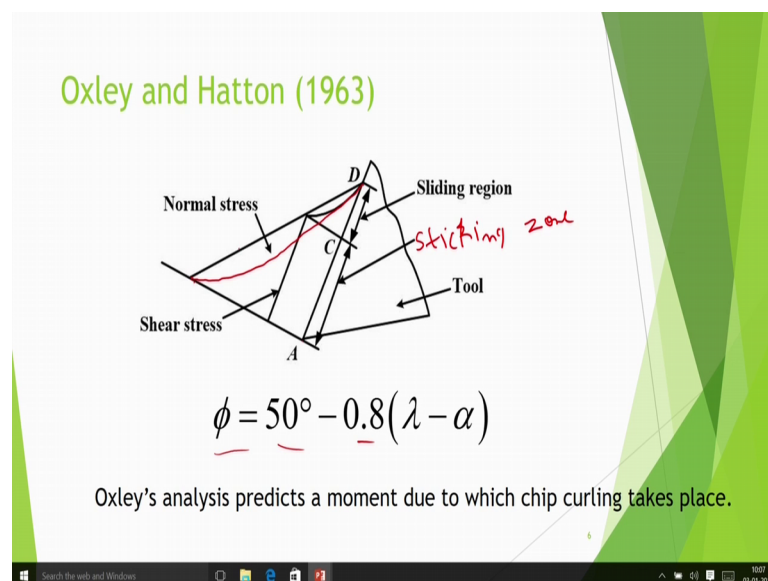 Oxley and Hatton (1963)
D
Sliding region
Normal stress
sticking zone
C
Tool
Shear stress
A
ϕ = 50° − 0.8(λ − α)
Oxley's analysis predicts a moment due to which chip curling takes place.
6
Search the web and Windows
10:07